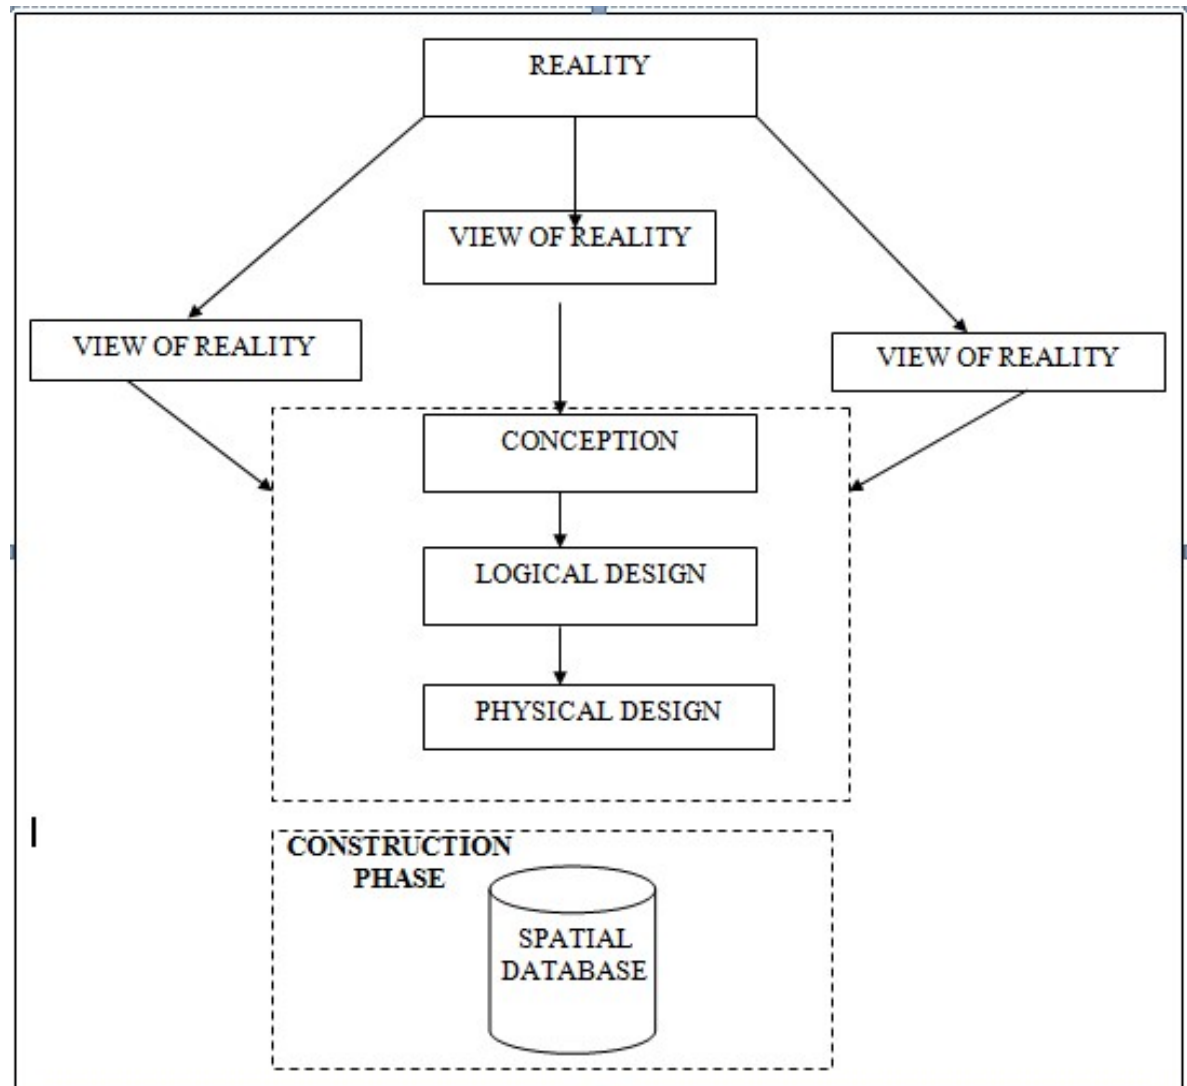 REALITY
VIEW OF REALITY
VIEW OF REALITY
VIEW OF REALITY
CONCEPTION
LOGICAL DESIGN
PHYSICAL DESIGN
CONSTRUCTION
PHASE
SPATIAL
DATABASE